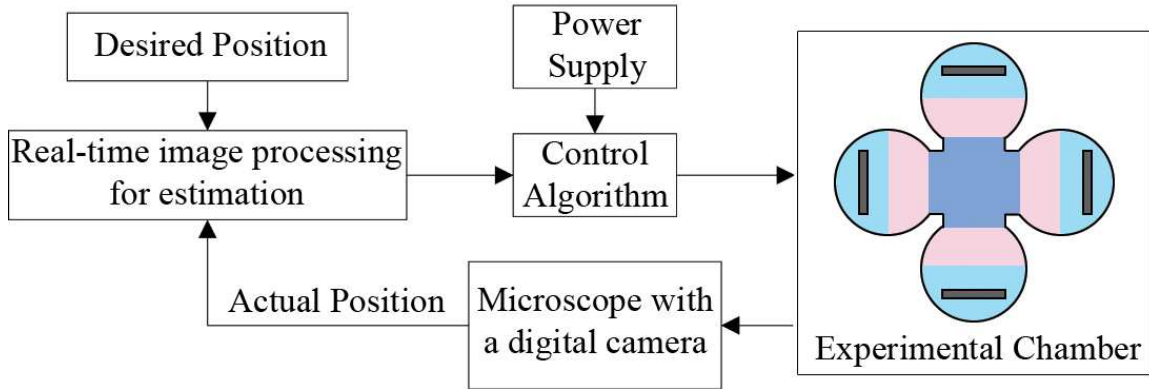 Desired Position
Power
Supply
Real-time image processing
for estimation
Control
Algorithm
Actual Position
Microscope with
a digital camera
Experimental Chamber